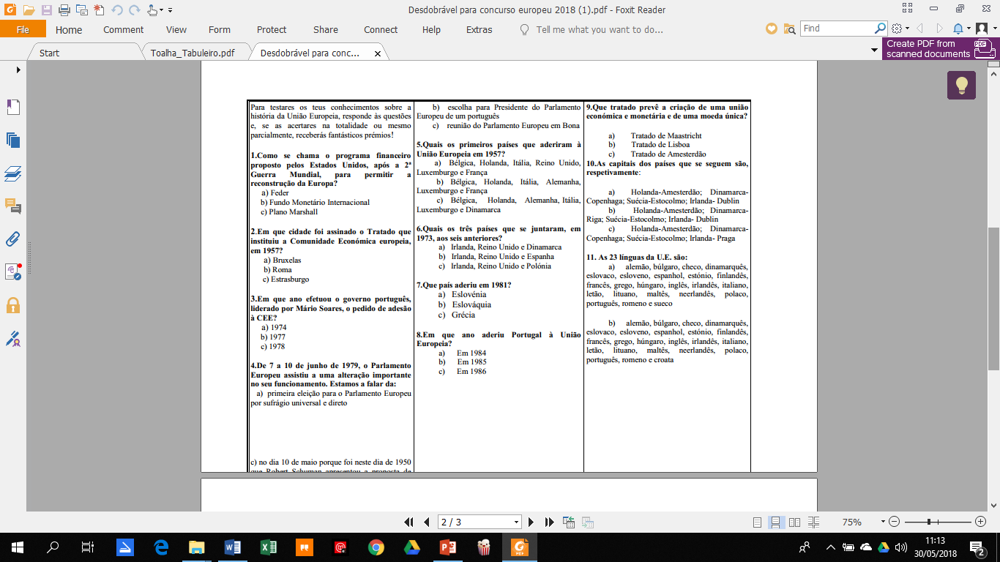 Desdobrável para concurso europeu 2018 (1).pdf - Foxit Reader
File Home Comment View Form Protect Share Connect Help Extras Tell me what you want to do... Find
Start Toalha_Tabuleiro.pdf Desdobrável para conc... Create PDF from
scanned documents
PDF
Para testares os teus conhecimentos sobre a
história da União Europeia, responde às questões
e, se as acertares na totalidade ou mesmo
parcialmente, receberás fantásticos prémios!
1.Como se chama o programa financeiro
proposto pelos Estados Unidos, após a 2ª
Guerra Mundial, para permitir a
reconstrução da Europa?
a) Feder
b) Fundo Monetário Internacional
c) Plano Marshall
2.Em que cidade foi assinado o Tratado que
instituiu a Comunidade Económica europeia,
em 1957?
a) Bruxelas
b) Roma
c) Estrasburgo
3.Em que ano efetuou o governo português,
liderado por Mário Soares, o pedido de adesão
à CEE?
a) 1974
b) 1977
c) 1978
4.De 7 a 10 de junho de 1979, o Parlamento
Europeu assistiu a uma alteração importante
no seu funcionamento. Estamos a falar da:
a) primeira eleição para o Parlamento Europeu
por sufrágio universal e direto
c) no dia 10 de maio porque foi neste dia de 1950
que Robert Schuman apresentou a proposta de
b) escolha para Presidente do Parlamento
Europeu de um português
c) reunião do Parlamento Europeu em Bona
5.Quais os primeiros países que aderiram à
União Europeia em 1957?
a) Bélgica, Holanda, Itália, Reino Unido,
Luxemburgo e França
b) Bélgica, Holanda, Itália, Alemanha,
Luxemburgo e França
c) Bélgica, Holanda, Alemanha, Itália,
Luxemburgo e Dinamarca
6.Quais os três países que se juntaram, em
1973, aos seis anteriores?
a) Irlanda, Reino Unido e Dinamarca
b) Irlanda, Reino Unido e Espanha
c) Irlanda, Reino Unido e Polónia
7.Que país aderiu em 1981?
a) Eslovénia
b) Eslováquia
c) Grécia
8.Em que ano aderiu Portugal à União
Europeia?
a) Em 1984
b) Em 1985
c) Em 1986
9.Que tratado prevê a criação de uma união
económica e monetária e de uma moeda única?
a) Tratado de Maastricht
b) Tratado de Lisboa
c) Tratado de Amesterdão
10.As capitais dos países que se seguem são,
respetivamente:
a) Holanda-Amesterdão; Dinamarca-
Copenhaga; Suécia-Estocolmo; Irlanda- Dublin
b) Holanda-Amesterdão; Dinamarca-
Riga; Suécia-Estocolmo; Irlanda- Dublin
c) Holanda-Amesterdão; Dinamarca-
Copenhaga; Suécia-Estocolmo; Irlanda- Praga
11. As 23 línguas da U.E. são:
a) alemão, búlgaro, checo, dinamarquês,
eslovaco, esloveno, espanhol, estónio, finlandês,
francês, grego, húngaro, inglês, irlandês, italiano,
letão, lituano, maltês, neerlandês, polaco,
português, romeno e sueco
b) alemão, búlgaro, checo, dinamarquês,
eslovaco, esloveno, espanhol, estónio, finlandês,
francês, grego, húngaro, inglês, irlandês, italiano,
letão, lituano, maltês, neerlandês, polaco,
português, romeno e croata
2 / 3 75%
11:13
30/05/2018
2